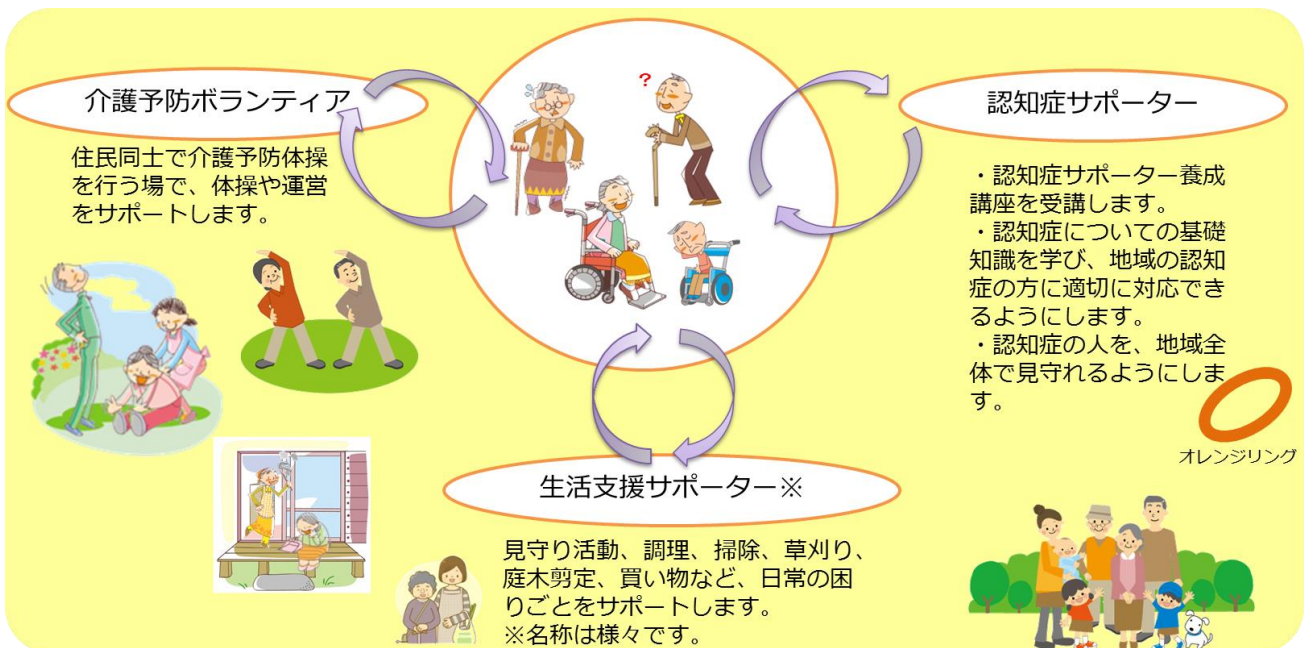 介護予防ボランティア
住民同士で介護予防体操
を行う場で、体操や運営
をサポートします。
?
認知症サポーター
・認知症サポーター養成
講座を受講します。
・認知症についての基礎
知識を学び、地域の認知
症の方に適切に対応でき
るようにします。
・認知症の人を、地域全
体で見守れるようにしま
す。
オレンジリング
生活支援サポーター※
見守り活動、調理、掃除、草刈り、
庭木剪定、買い物など、日常の困
りごとをサポートします。
※名称は様々です。